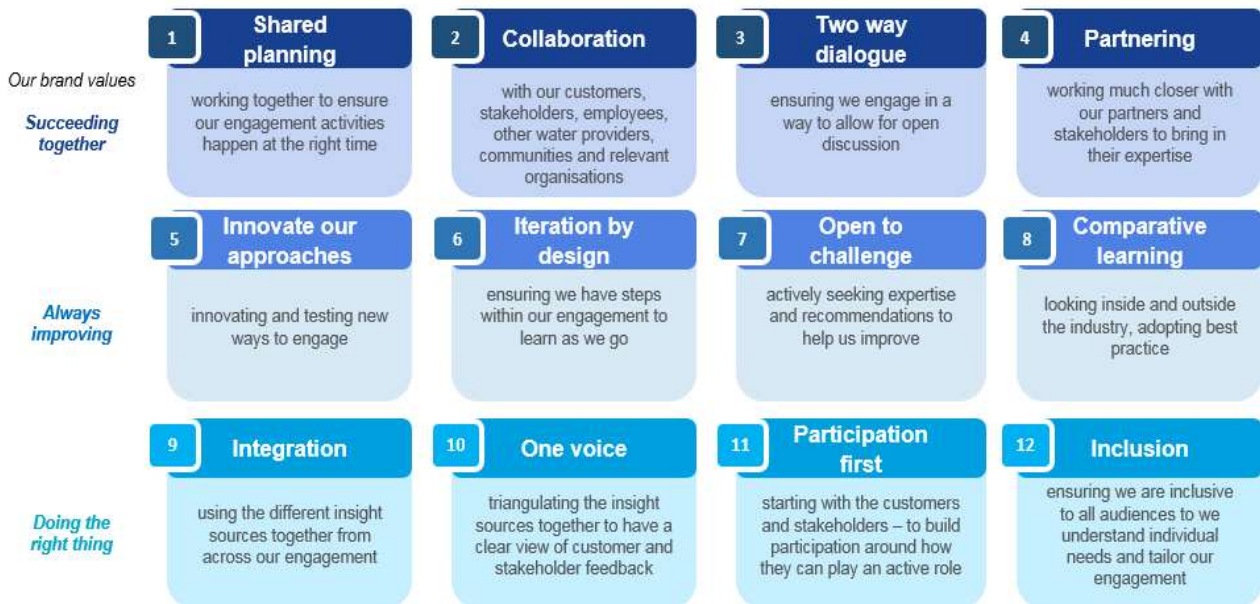 Our brand values
Succeeding
together
1
Shared
planning
working together to ensure
our engagement activities
happen at the right time
2
Collaboration
with our customers,
stakeholders, employees,
other water providers,
communities and relevant
organisations
3
Two way
dialogue
ensuring we engage in a
way to allow for open
discussion
4
Partnering
working much closer with
our partners and
stakeholders to bring in
their expertise
Always
improving
5
Innovate our
approaches
innovating and testing new
ways to engage
6
Iteration by
design
ensuring we have steps
within our engagement to
learn as we go
7
Open to
challenge
actively seeking expertise
and recommendations to
help us improve
8
Comparative
learning
looking inside and outside
the industry, adopting best
practice
Doing the
right thing
9
Integration
using the different insight
sources together from
across our engagement
10
One voice
triangulating the insight
sources together to have a
clear view of customer and
stakeholder feedback
11
Participation
first
starting with the customers
and stakeholders – to build
participation around how
they can play an active role
12
Inclusion
ensuring we are inclusive
to all audiences to we
understand individual
needs and tailor our
engagement